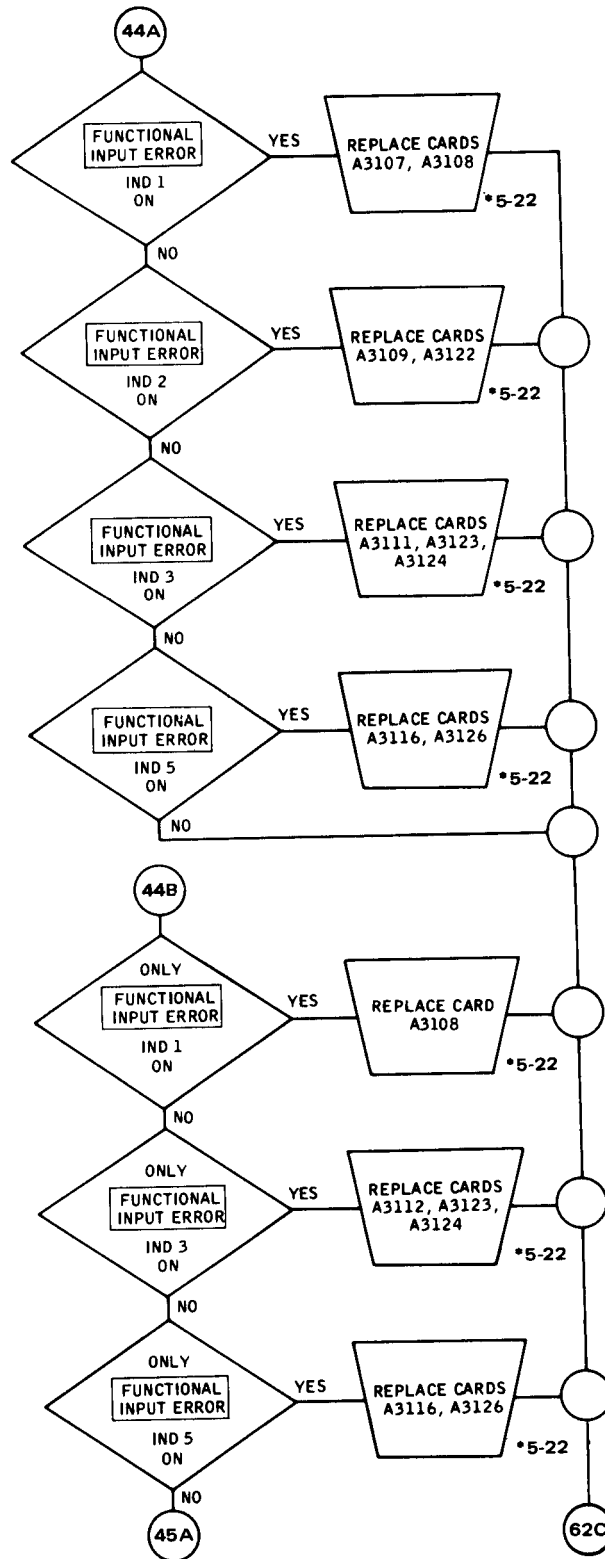 44A
FUNCTIONAL
INPUT ERROR
IND 1
ON
YES
REPLACE CARDS
A3107, A3108
*5-22
NO
FUNCTIONAL
INPUT ERROR
IND 2
ON
YES
REPLACE CARDS
A3109, A3122
*5-22
NO
FUNCTIONAL
INPUT ERROR
IND 3
ON
YES
REPLACE CARDS
A3111, A3123,
A3124
*5-22
NO
FUNCTIONAL
INPUT ERROR
IND 5
ON
YES
REPLACE CARDS
A3116, A3126
*5-22
NO
44B
ONLY
FUNCTIONAL
INPUT ERROR
IND 1
ON
YES
REPLACE CARD
A3108
*5-22
NO
ONLY
FUNCTIONAL
INPUT ERROR
IND 3
ON
YES
REPLACE CARDS
A3112, A3123,
A3124
*5-22
NO
ONLY
FUNCTIONAL
INPUT ERROR
IND 5
ON
YES
REPLACE CARDS
A3116, A3126
*5-22
NO
45A
62C